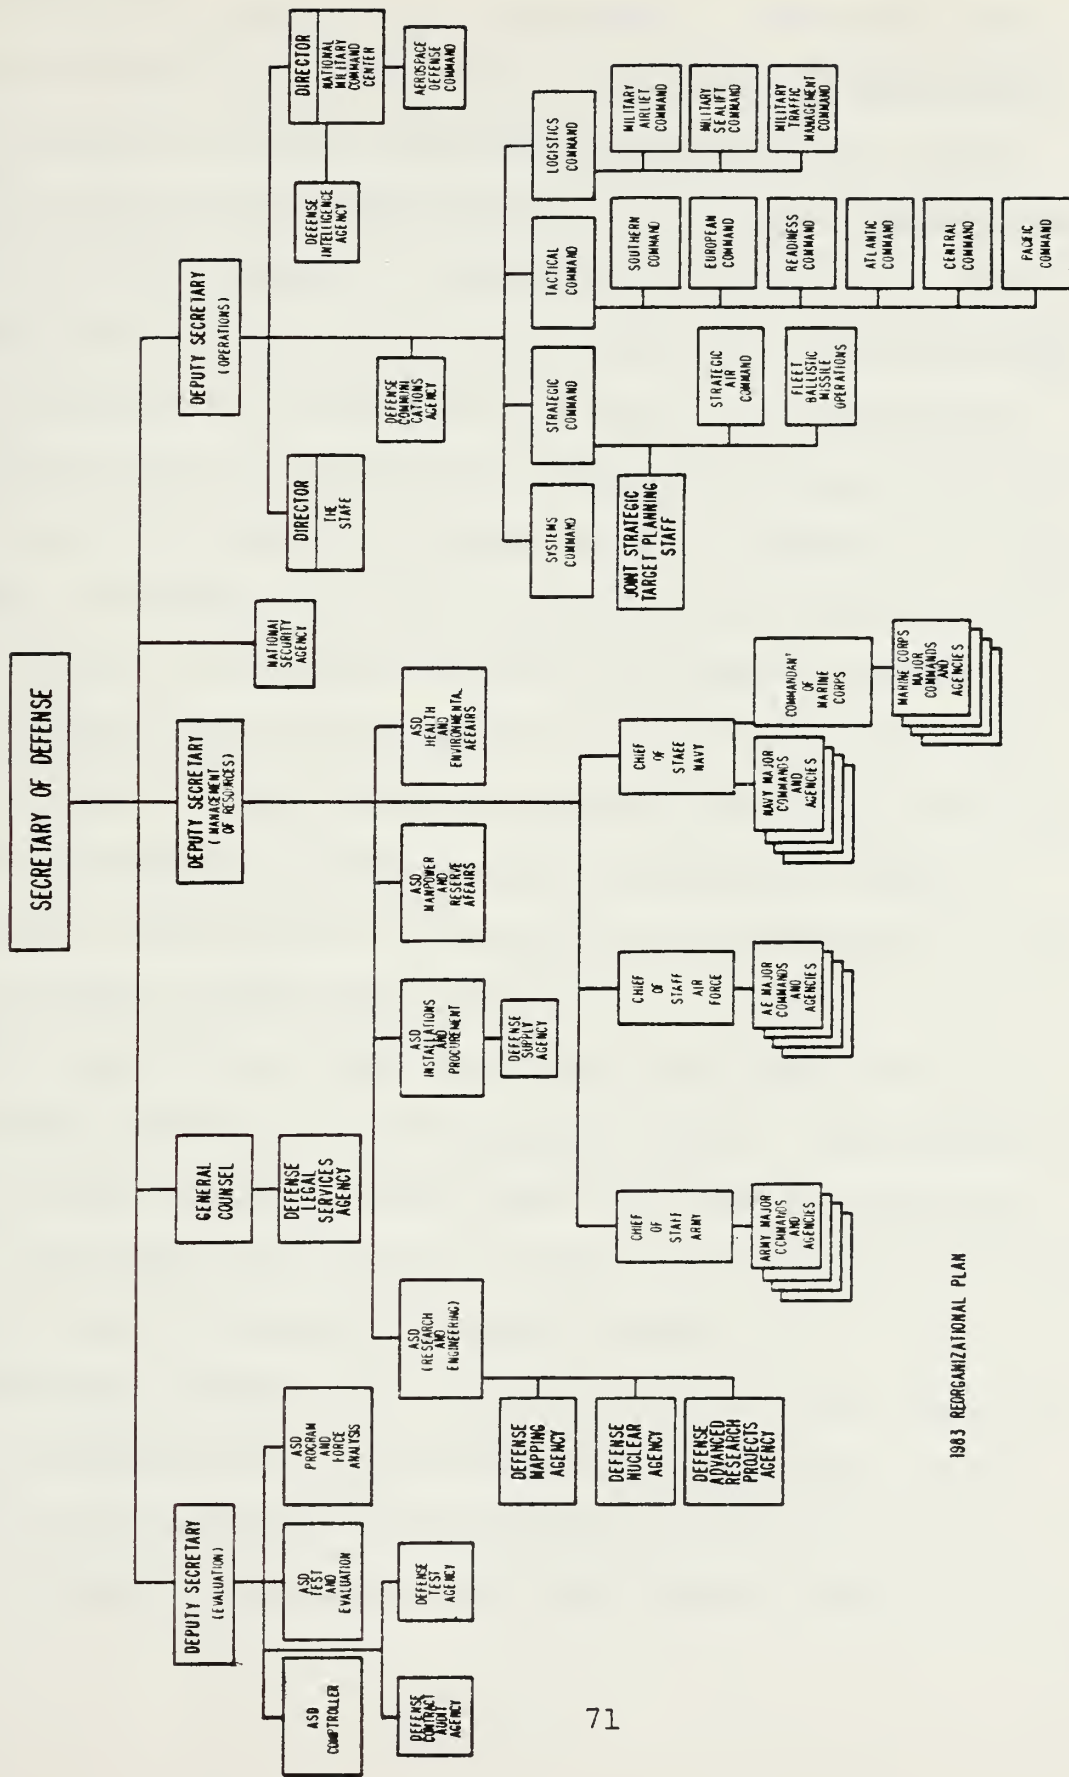 SECRETARY OF DEFENSE
DEPUTY SECRETARY
(EVALUATION)
GENERAL
COUNSEL
DEPUTY SECRETARY
(MANAGEMENT
OF RESOURCES)
NATIONAL
SECURITY
AGENCY
DEPUTY SECRETARY
(OPERATIONS)
ASD
COMPTROLLER
ASD
TEST
AND
EVALUATION
ASD
PROGRAM
AND
FORCE
ANALYSIS
DEFENSE
CONTRACT
AUDIT
AGENCY
DEFENSE
TEST
AGENCY
DEFENSE
LEGAL
SERVICES
AGENCY
ASD
(RESEARCH
AND
ENGINEERING)
ASD
INSTALLATIONS
AND
PROCUREMENT
ASD
MANPOWER
AND
RESERVE
AFFAIRS
ASD
HEALTH
AND
ENVIRONMENTAL
AFFAIRS
DEFENSE
MAPPING
AGENCY
DEFENSE
NUCLEAR
AGENCY
DEFENSE
ADVANCED
RESEARCH
PROJECTS
AGENCY
DEFENSE
SUPPLY
AGENCY
CHIEF
OF
STAFF
ARMY
ARMY MAJOR
COMMANDS
AND
AGENCIES
CHIEF
OF
STAFF
AIR
FORCE
AF MAJOR
COMMANDS
AND
AGENCIES
CHIEF
OF
STAFF
NAVY
NAVY MAJOR
COMMANDS
AND
AGENCIES
COMMANDANT
OF
MARINE
CORPS
MARINE CORPS
MAJOR
COMMANDS
AND
AGENCIES
DIRECTOR
THE
STAFF
DEFENSE
INTELLIGENCE
AGENCY
DIRECTOR
NATIONAL
MILITARY
COMMAND
CENTER
AEROSPACE
DEFENSE
COMMAND
DEFENSE
COMMUNI
CATIONS
AGENCY
SYSTEMS
COMMAND
STRATEGIC
COMMAND
TACTICAL
COMMAND
LOGISTICS
COMMAND
JOINT STRATEGIC
TARGET PLANNING
STAFF
STRATEGIC
AIR
COMMAND
FLEET
BALLISTIC
MISSILE
OPERATIONS
SOUTHERN
COMMAND
EUROPEAN
COMMAND
READINESS
COMMAND
ATLANTIC
COMMAND
CENTRAL
COMMAND
PACIFIC
COMMAND
MILITARY
AIRLIFT
COMMAND
MILITARY
SEALIFT
COMMAND
MILITARY
TRAFFIC
MANAGEMENT
COMMAND
1983 REORGANIZATIONAL PLAN
71